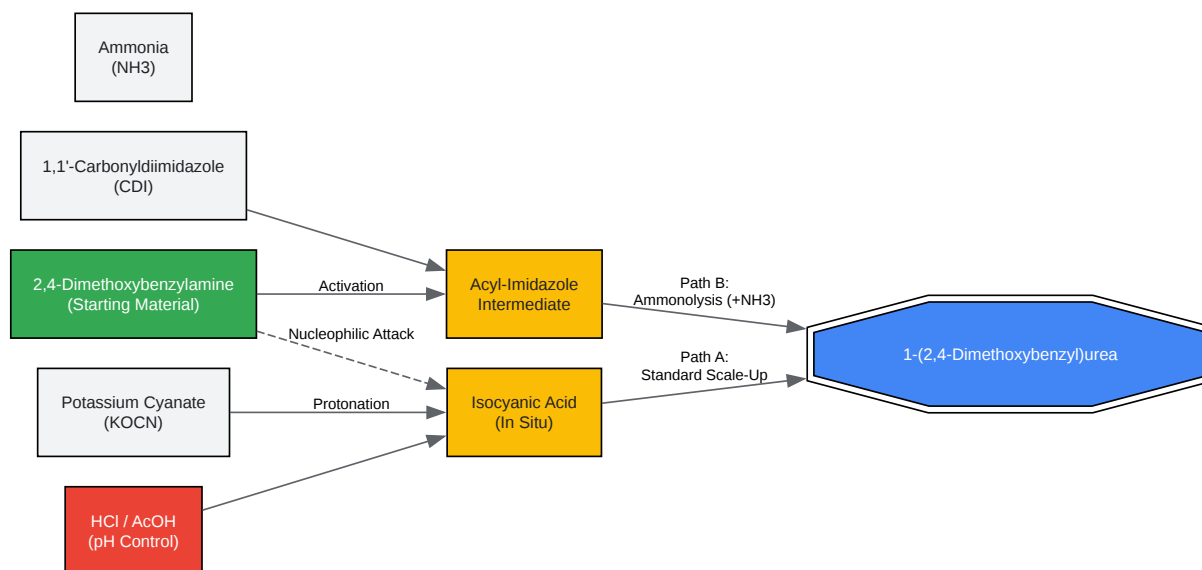 Ammonia
(NH3)
1,1'-Carbonyldiimidazole
(CDI)
2,4-Dimethoxybenzylamine
(Starting Material)
Activation
Acyl-Imidazole
Intermediate
Path B:
Ammonolysis (+NH3)
Nucleophilic Attack
1-(2,4-Dimethoxybenzyl)urea
Path A:
Standard Scale-Up
Potassium Cyanate
(KOCN)
Protonation
Isocyanic Acid
(In Situ)
HCl / AcOH
(pH Control)